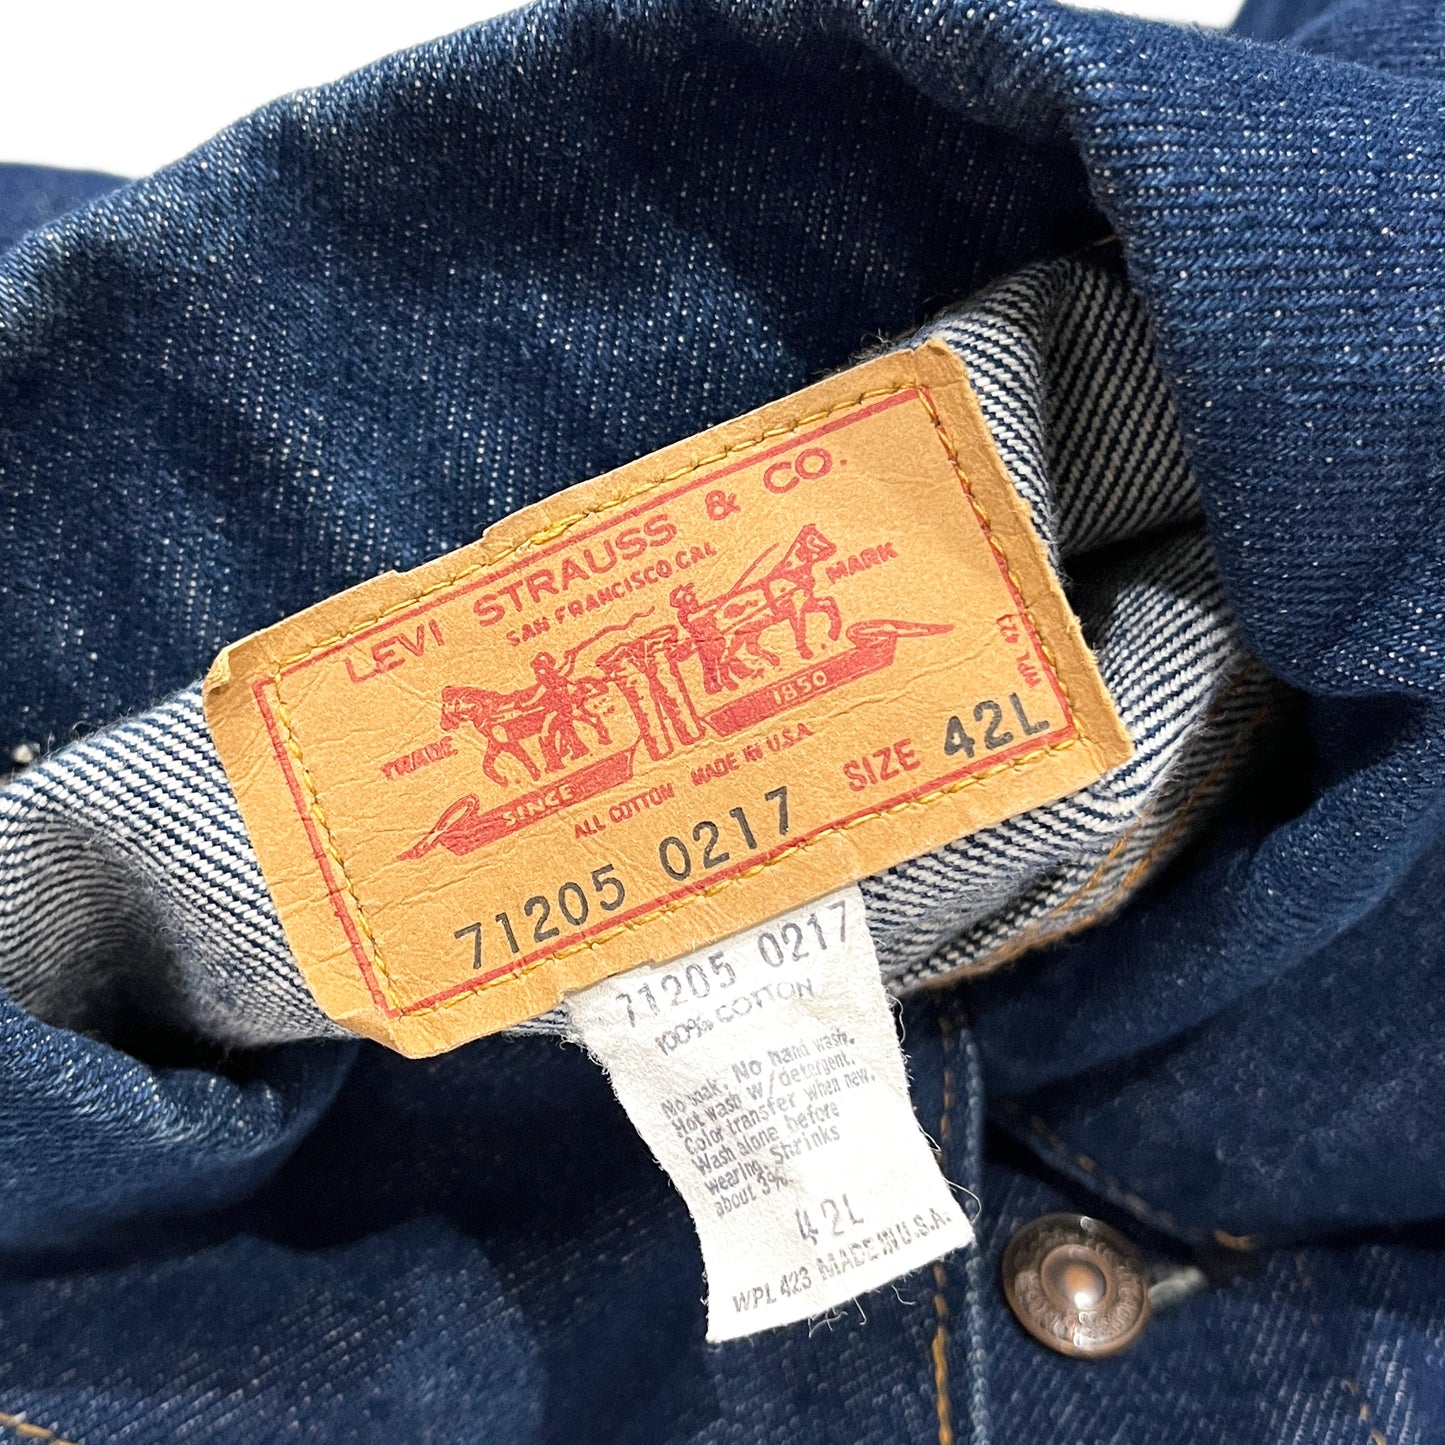 LEVI STRAUSS & CO.
SAN FRANCISCO CAL
TRADE MARK
SINCE 1850
ALL COTTON MADE IN U.S.A.
WPL 423
SIZE 42L
71205 0217
71205 0217
100% COTTON
No soak, No hand wash.
Hot wash w/detergent.
Color transfer when new.
Wash alone before
wearing. Shrinks
about 3%.
42L
WPL 423 MADE IN U.S.A.